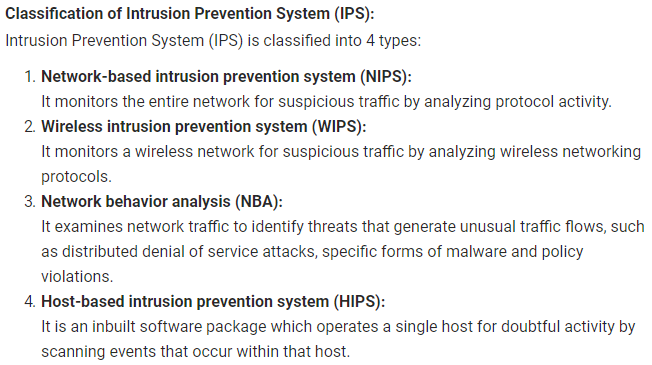 Classification of Intrusion Prevention System (IPS):
Intrusion Prevention System (IPS) is classified into 4 types:
1. Network-based intrusion prevention system (NIPS):
It monitors the entire network for suspicious traffic by analyzing protocol activity.
2. Wireless intrusion prevention system (WIPS):
It monitors a wireless network for suspicious traffic by analyzing wireless networking
protocols.
3. Network behavior analysis (NBA):
It examines network traffic to identify threats that generate unusual traffic flows, such
as distributed denial of service attacks, specific forms of malware and policy
violations.
4. Host-based intrusion prevention system (HIPS):
It is an inbuilt software package which operates a single host for doubtful activity by
scanning events that occur within that host.